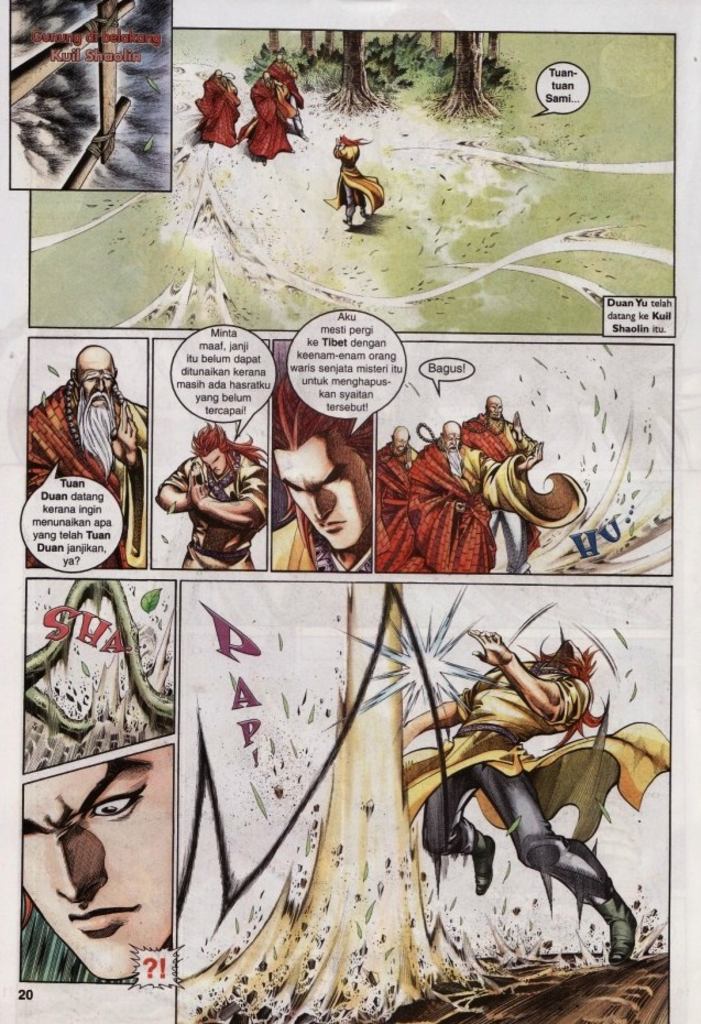 Gunung di belakang
Kuil Shaolin
Tuan-
tuan
Sami...
Duan Yu telah
datang ke Kuil
Shaolin itu.
Tuan
Duan datang
kerana ingin
menunaikan apa
yang telah Tuan
Duan janjikan,
ya?
Minta
maaf, janji
itu belum dapat
ditunaikan kerana
masih ada hasratku
yang belum
tercapai!
Aku
mesti pergi
ke Tibet dengan
keenam-enam orang
waris senjata misteri itu
untuk menghapus-
kan syaitan
tersebut!
Bagus!
HU..
SHA..
PAP!
?!
20